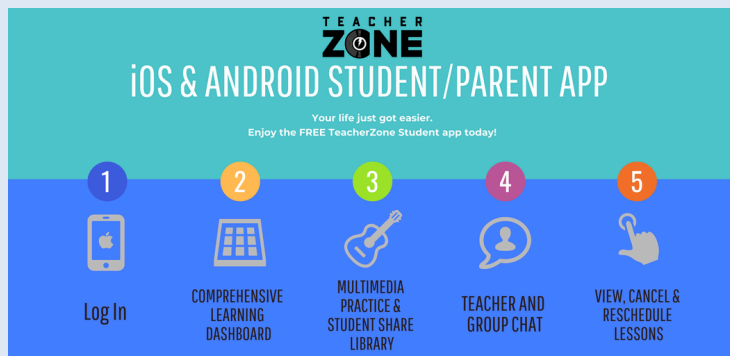 TEACHER
ZONE
iOS & ANDROID STUDENT/PARENT APP
Your life just got easier.
Enjoy the FREE TeacherZone Student app today!
1
2
3
4
5
Log In
COMPREHENSIVE
LEARNING
DASHBOARD
MULTIMEDIA
PRACTICE &
STUDENT SHARE
LIBRARY
TEACHER AND
GROUP CHAT
VIEW, CANCEL &
RESCHEDULE
LESSONS